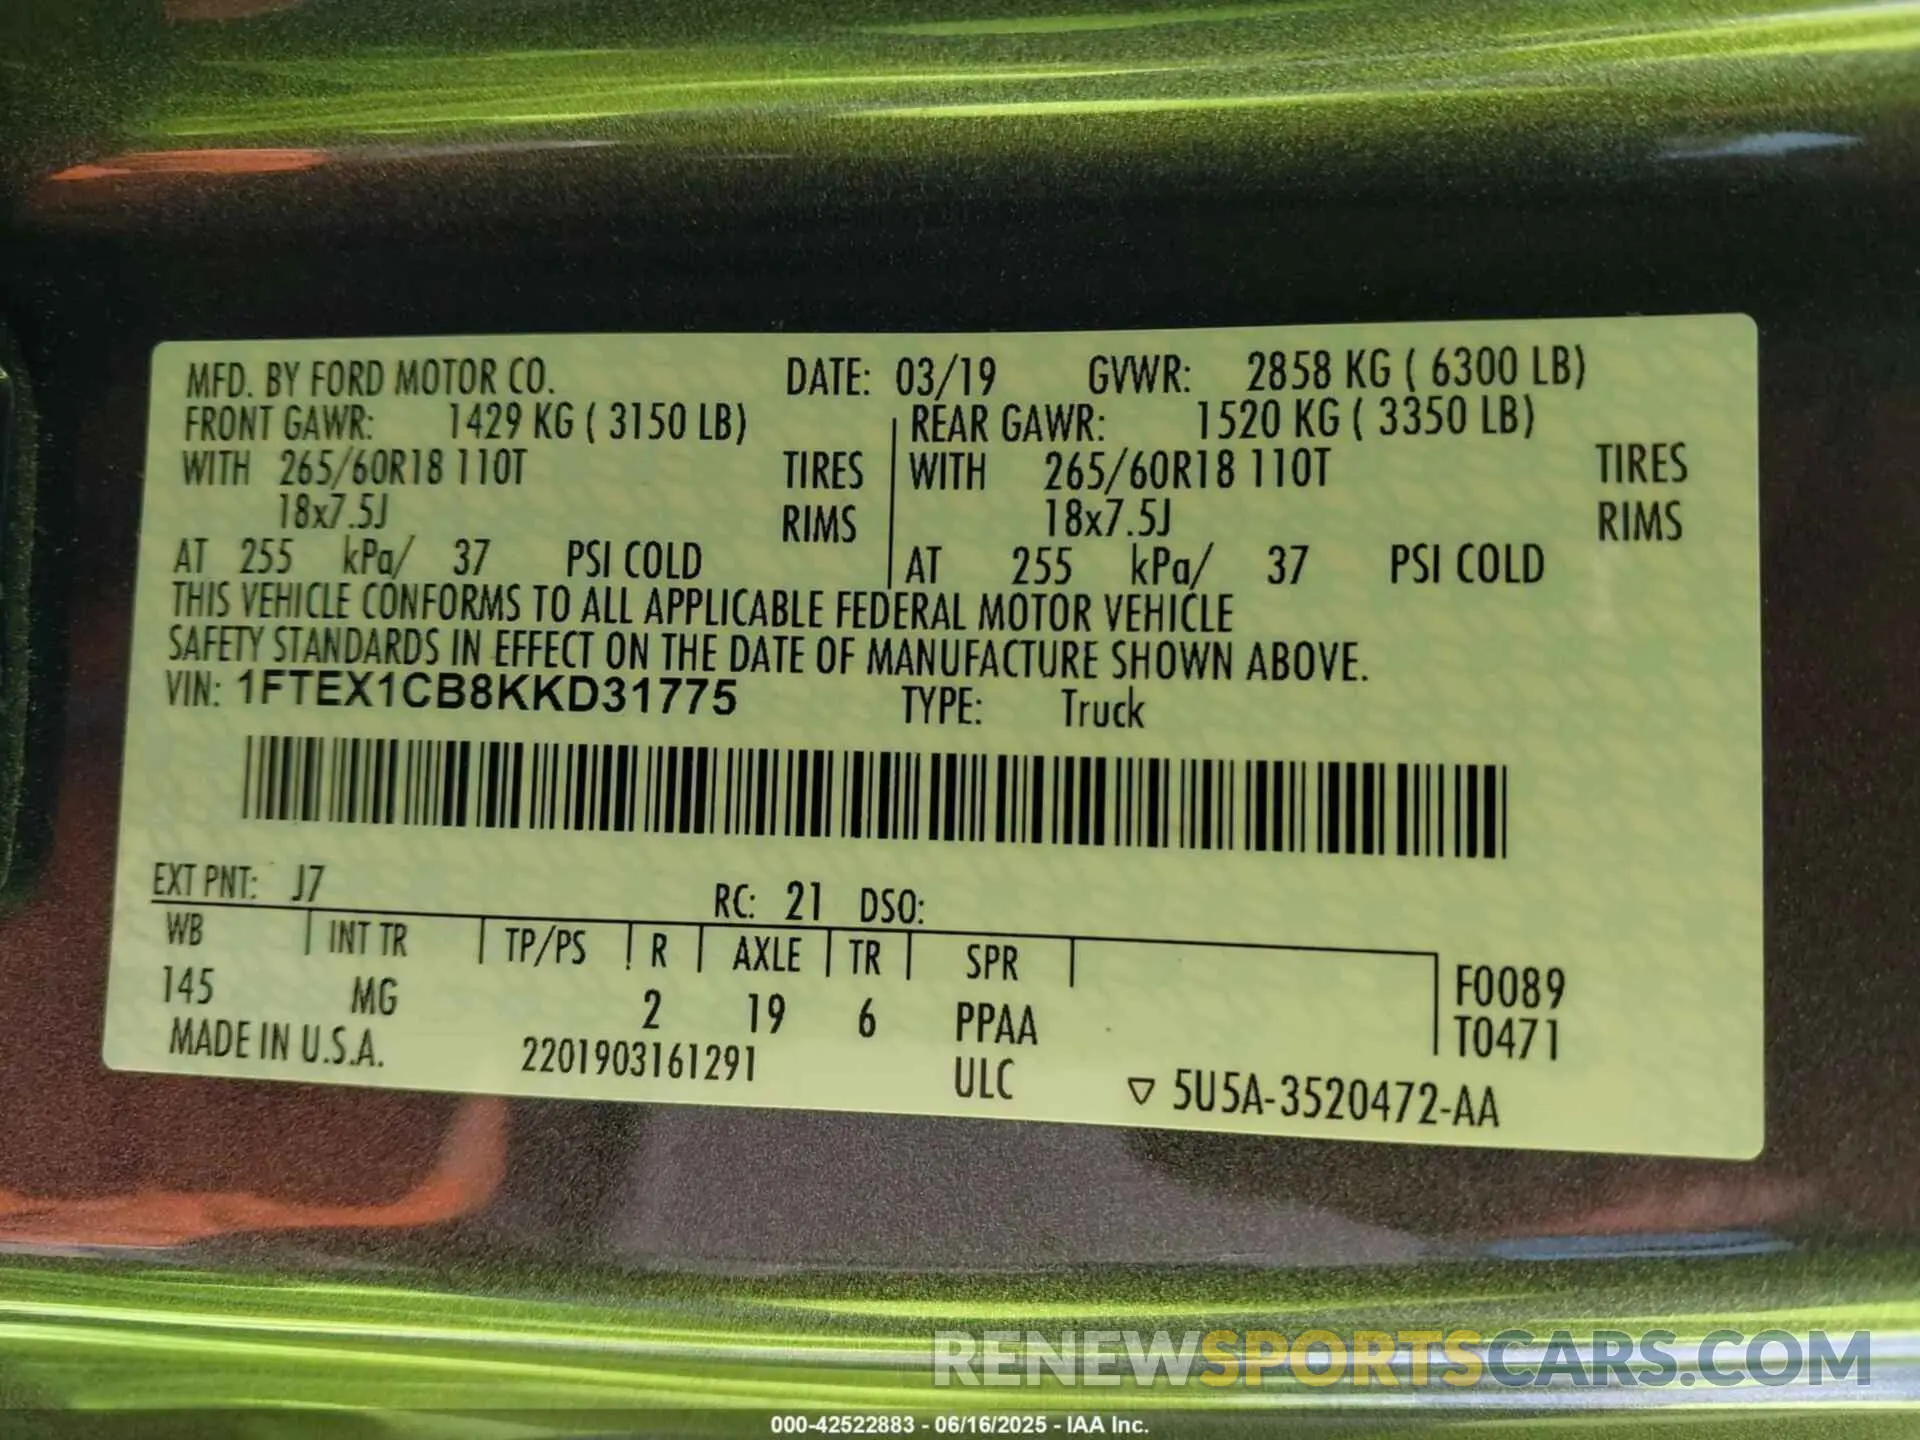 MFD. BY FORD MOTOR CO. DATE: 03/19 GVWR: 2858 KG ( 6300 LB)
FRONT GAWR: 1429 KG ( 3150 LB) REAR GAWR: 1520 KG ( 3350 LB)
WITH 265/60R18 110T TIRES WITH 265/60R18 110T TIRES
18x7.5J RIMS 18x7.5J RIMS
AT 255 kPa/ 37 PSI COLD AT 255 kPa/ 37 PSI COLD
THIS VEHICLE CONFORMS TO ALL APPLICABLE FEDERAL MOTOR VEHICLE
SAFETY STANDARDS IN EFFECT ON THE DATE OF MANUFACTURE SHOWN ABOVE.
VIN: 1FTEX1CB8KKD31775 TYPE: Truck
EXT PNT: J7 RC: 21 DSO:
WB INT TR TP/PS R AXLE TR SPR
145 MG 2 19 6 PPAA F0089
T0471
MADE IN U.S.A. 2201903161291 ULC ▽ 5U5A-3520472-AA
RENEWSPORTSCARS.COM
000-42522883 - 06/16/2025 - IAA Inc.